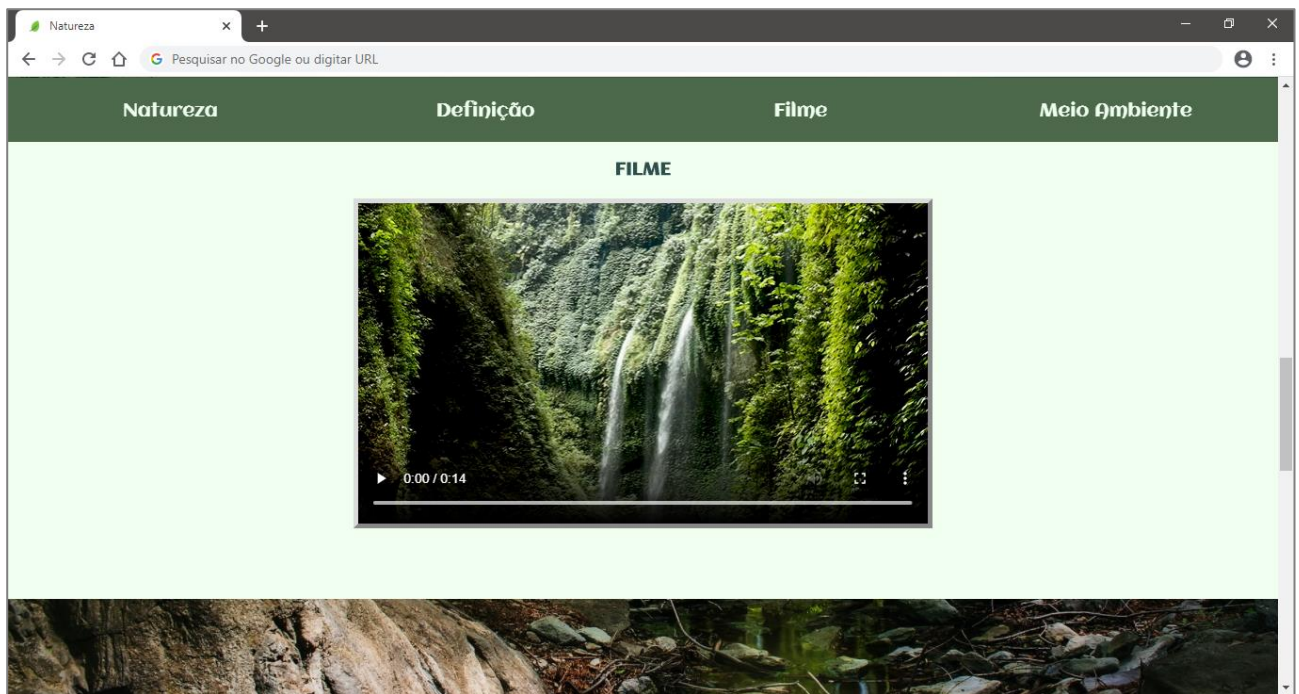 Natureza
Pesquisar no Google ou digitar URL
Natureza Definição Filme Meio Ambiente
FILME
0:00 / 0:14